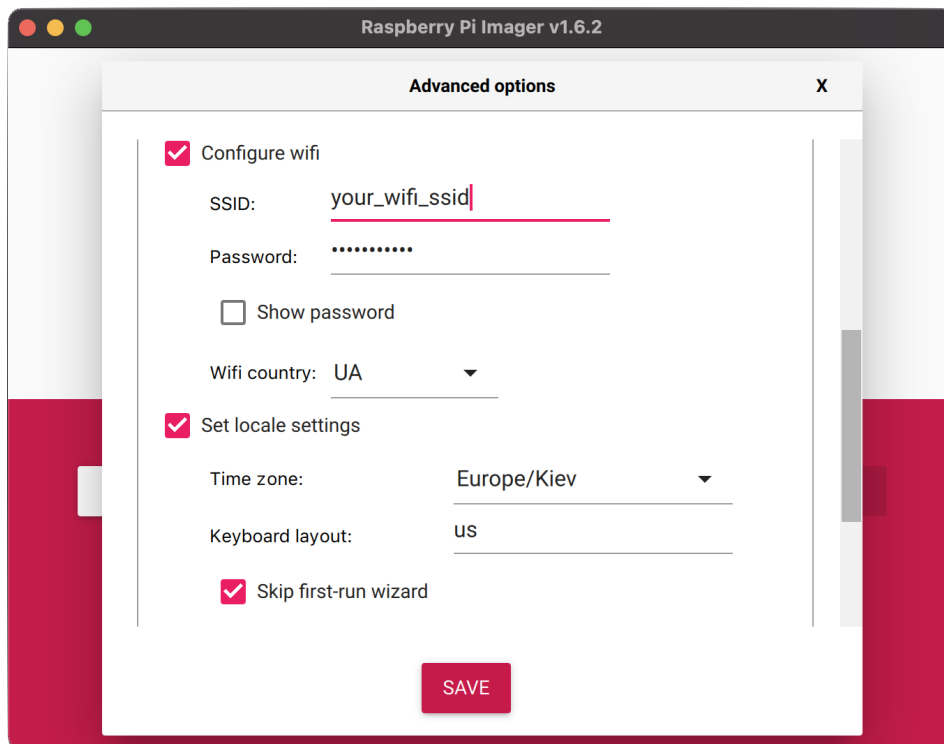 Raspberry Pi Imager v1.6.2
Advanced options X
Configure wifi
SSID: your_wifi_ssid
Password: •••••••••••
Show password
Wifi country: UA
Set locale settings
Time zone: Europe/Kiev
Keyboard layout: us
Skip first-run wizard
SAVE